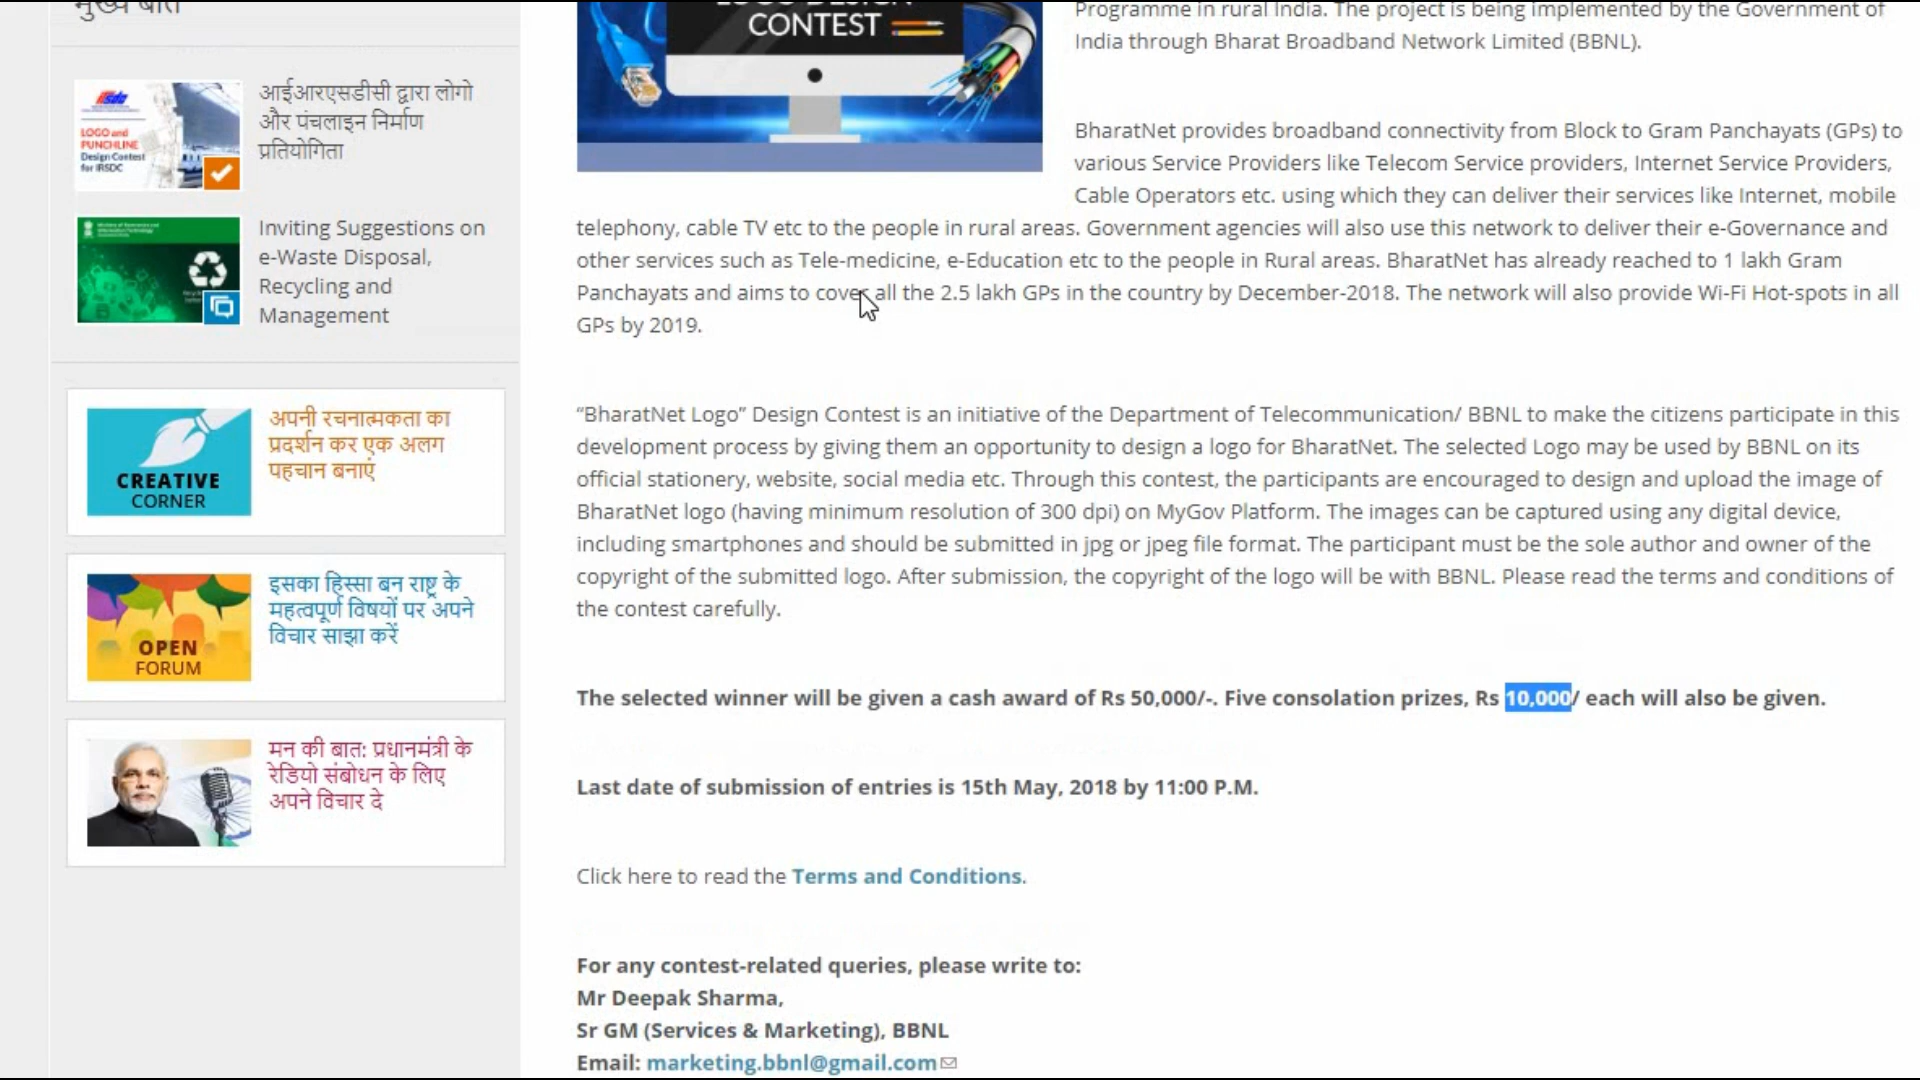 मुख्य बातें
LOGO and
PUNCHLINE
Design Contest
for IRSDC
आईआरएसडीसी द्वारा लोगो
और पंचलाइन निर्माण
प्रतियोगिता
Inviting Suggestions on
e-Waste Disposal,
Recycling and
Management
CREATIVE
CORNER
अपनी रचनात्मकता का
प्रदर्शन कर एक अलग
पहचान बनाएं
OPEN
FORUM
इसका हिस्सा बन राष्ट्र के
महत्वपूर्ण विषयों पर अपने
विचार साझा करें
मन की बात: प्रधानमंत्री के
रेडियो संबोधन के लिए
अपने विचार दे
LOGO DESIGN
CONTEST
Programme in rural India. The project is being implemented by the Government of
India through Bharat Broadband Network Limited (BBNL).
BharatNet provides broadband connectivity from Block to Gram Panchayats (GPs) to
various Service Providers like Telecom Service providers, Internet Service Providers,
Cable Operators etc. using which they can deliver their services like Internet, mobile
telephony, cable TV etc to the people in rural areas. Government agencies will also use this network to deliver their e-Governance and
other services such as Tele-medicine, e-Education etc to the people in Rural areas. BharatNet has already reached to 1 lakh Gram
Panchayats and aims to cover all the 2.5 lakh GPs in the country by December-2018. The network will also provide Wi-Fi Hot-spots in all
GPs by 2019.
“BharatNet Logo” Design Contest is an initiative of the Department of Telecommunication/ BBNL to make the citizens participate in this
development process by giving them an opportunity to design a logo for BharatNet. The selected Logo may be used by BBNL on its
official stationery, website, social media etc. Through this contest, the participants are encouraged to design and upload the image of
BharatNet logo (having minimum resolution of 300 dpi) on MyGov Platform. The images can be captured using any digital device,
including smartphones and should be submitted in jpg or jpeg file format. The participant must be the sole author and owner of the
copyright of the submitted logo. After submission, the copyright of the logo will be with BBNL. Please read the terms and conditions of
the contest carefully.
The selected winner will be given a cash award of Rs 50,000/-. Five consolation prizes, Rs 10,000/ each will also be given.
Last date of submission of entries is 15th May, 2018 by 11:00 P.M.
Click here to read the Terms and Conditions.
For any contest-related queries, please write to:
Mr Deepak Sharma,
Sr GM (Services & Marketing), BBNL
Email: marketing.bbnl@gmail.com